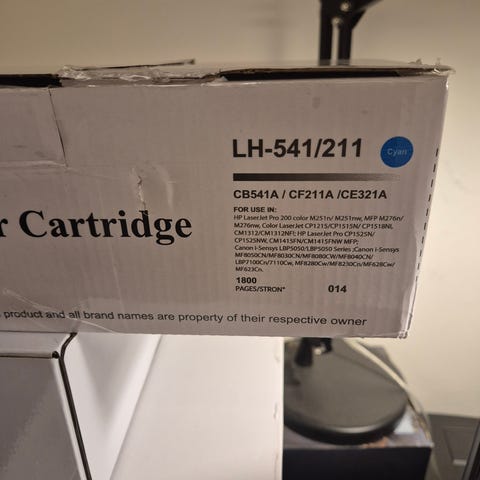 LH-541/211
Cyan
CB541A / CF211A /CE321A
FOR USE IN:
HP LaserJet Pro 200 color M251n/ M251nw, MFP M276n/
M276nw, Color LaserJet CP1215/CP1515N/ CP1518NI,
CM1312/CM1312NFI; HP LaserJet Pro CP1525N/
CP1525NW, CM1415FN/CM1415FNW MFP;
Canon i-Sensys LBP5050/LBP5050 Series ;Canon i-Sensys
MF8050CN/MF8030CN/ MF8080CW/ MF8040CN/
LBP7100Cn/7110Cw, MF8280Cw/MF8230Cn/ MF628Cw/
MF623Cn.
1800
PAGES/STRON* 014
r Cartridge
product and all brand names are property of their respective owner